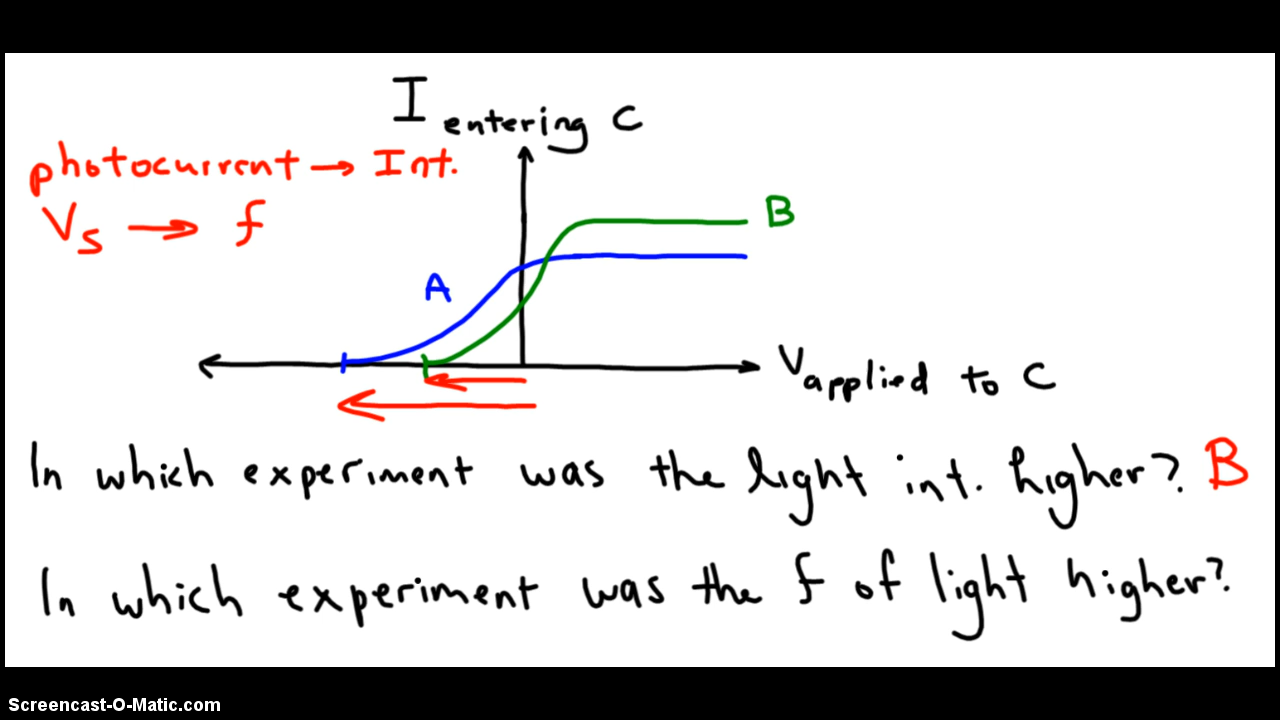 I entering C
photocurrent → Int.
Vs → f
B
A
V applied to C
In which experiment was the light int. higher? B
In which experiment was the f of light higher?
Screencast-O-Matic.com